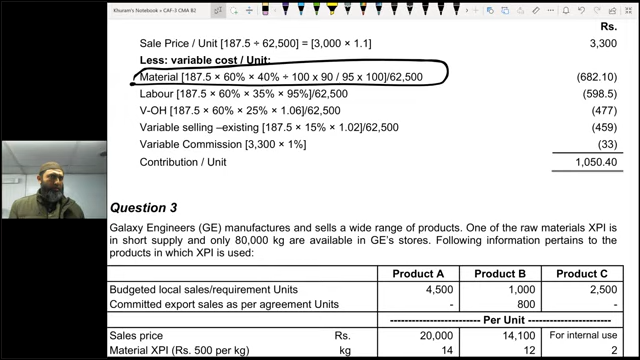 Khuram's Notebook » CAF-3 CMA B2
Rs.
Sale Price / Unit [187.5 ÷ 62,500] = [3,000 × 1.1] 3,300
Less: variable cost / Unit:
Material [187.5 × 60% × 40% ÷ 100 x 90 / 95 x 100]/62,500 (682.10)
Labour [187.5 × 60% × 35% × 95%]/62,500 (598.5)
V-OH [187.5 × 60% × 25% × 1.06]/62,500 (477)
Variable selling –existing [187.5 × 15% × 1.02]/62,500 (459)
Variable Commission [3,300 × 1%] (33)
Contribution / Unit 1,050.40
Question 3
Galaxy Engineers (GE) manufactures and sells a wide range of products. One of the raw materials XPI is
in short supply and only 80,000 kg are available in GE's stores. Following information pertains to the
products in which XPI is used:
Product A Product B Product C
Budgeted local sales/requirement Units 4,500 1,000 2,500
Committed export sales as per agreement Units - 800 -
Per Unit
Sales price Rs. 20,000 14,100 For internal use
Material XPI (Rs. 500 per kg) kg 14 12 2